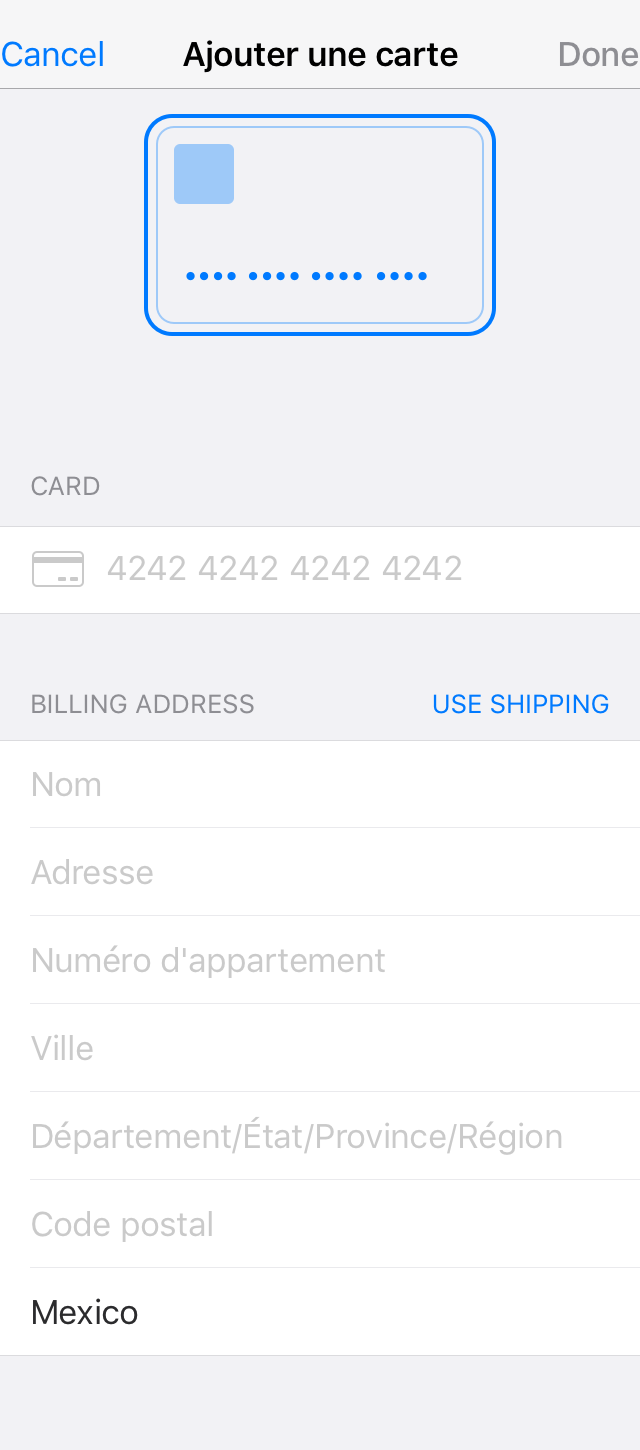 Cancel Ajouter une carte Done
•••• •••• •••• ••••
CARD
4242 4242 4242 4242
BILLING ADDRESS USE SHIPPING
Nom
Adresse
Numéro d'appartement
Ville
Département/État/Province/Région
Code postal
Mexico